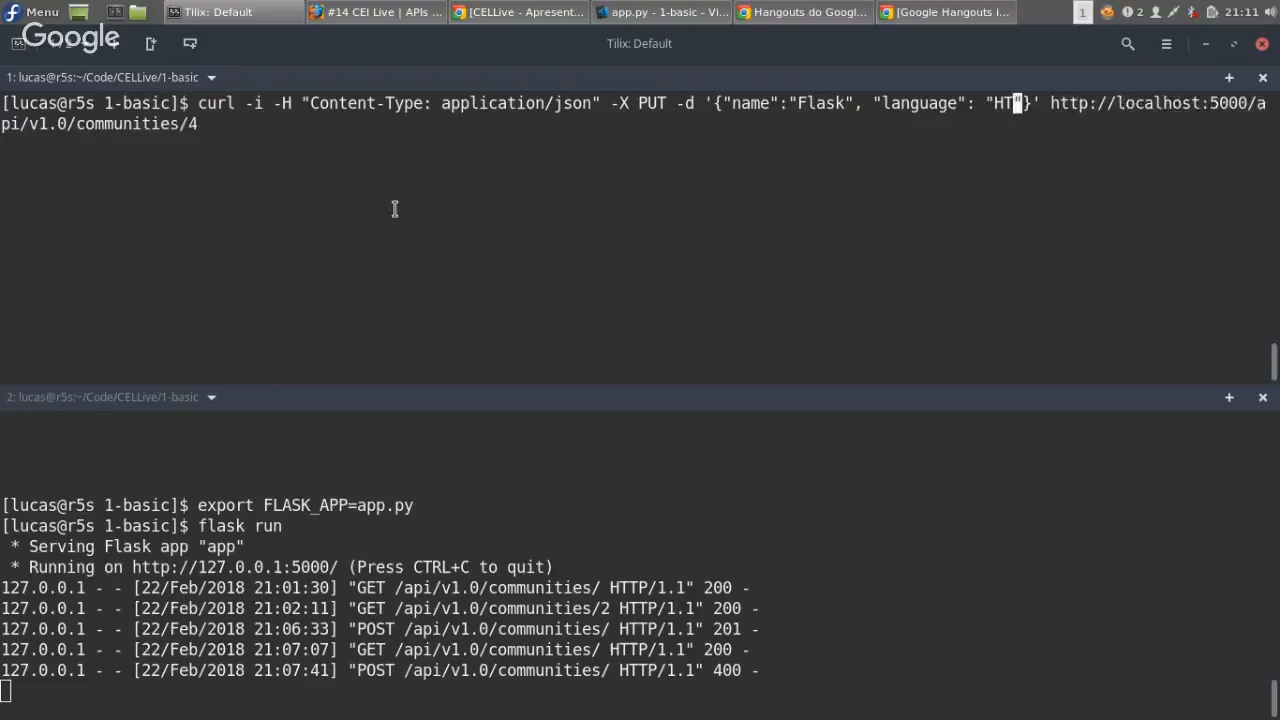 Menu
Tilix: Default
#14 CEI Live | APIs ...
[CELLive - Apresent...
app.py - 1-basic - Vi...
Hangouts do Googl...
[Google Hangouts i...
1
2
21:11
Google
Tilix: Default
1: lucas@r5s:~/Code/CELLive/1-basic
[lucas@r5s 1-basic]$ curl -i -H "Content-Type: application/json" -X PUT -d '{"name":"Flask", "language": "HT"}' http://localhost:5000/a
pi/v1.0/communities/4
2: lucas@r5s:~/Code/CELLive/1-basic
[lucas@r5s 1-basic]$ export FLASK_APP=app.py
[lucas@r5s 1-basic]$ flask run
* Serving Flask app "app"
* Running on http://127.0.0.1:5000/ (Press CTRL+C to quit)
127.0.0.1 - - [22/Feb/2018 21:01:30] "GET /api/v1.0/communities/ HTTP/1.1" 200 -
127.0.0.1 - - [22/Feb/2018 21:02:11] "GET /api/v1.0/communities/2 HTTP/1.1" 200 -
127.0.0.1 - - [22/Feb/2018 21:06:33] "POST /api/v1.0/communities/ HTTP/1.1" 201 -
127.0.0.1 - - [22/Feb/2018 21:07:07] "GET /api/v1.0/communities/ HTTP/1.1" 200 -
127.0.0.1 - - [22/Feb/2018 21:07:41] "POST /api/v1.0/communities/ HTTP/1.1" 400 -